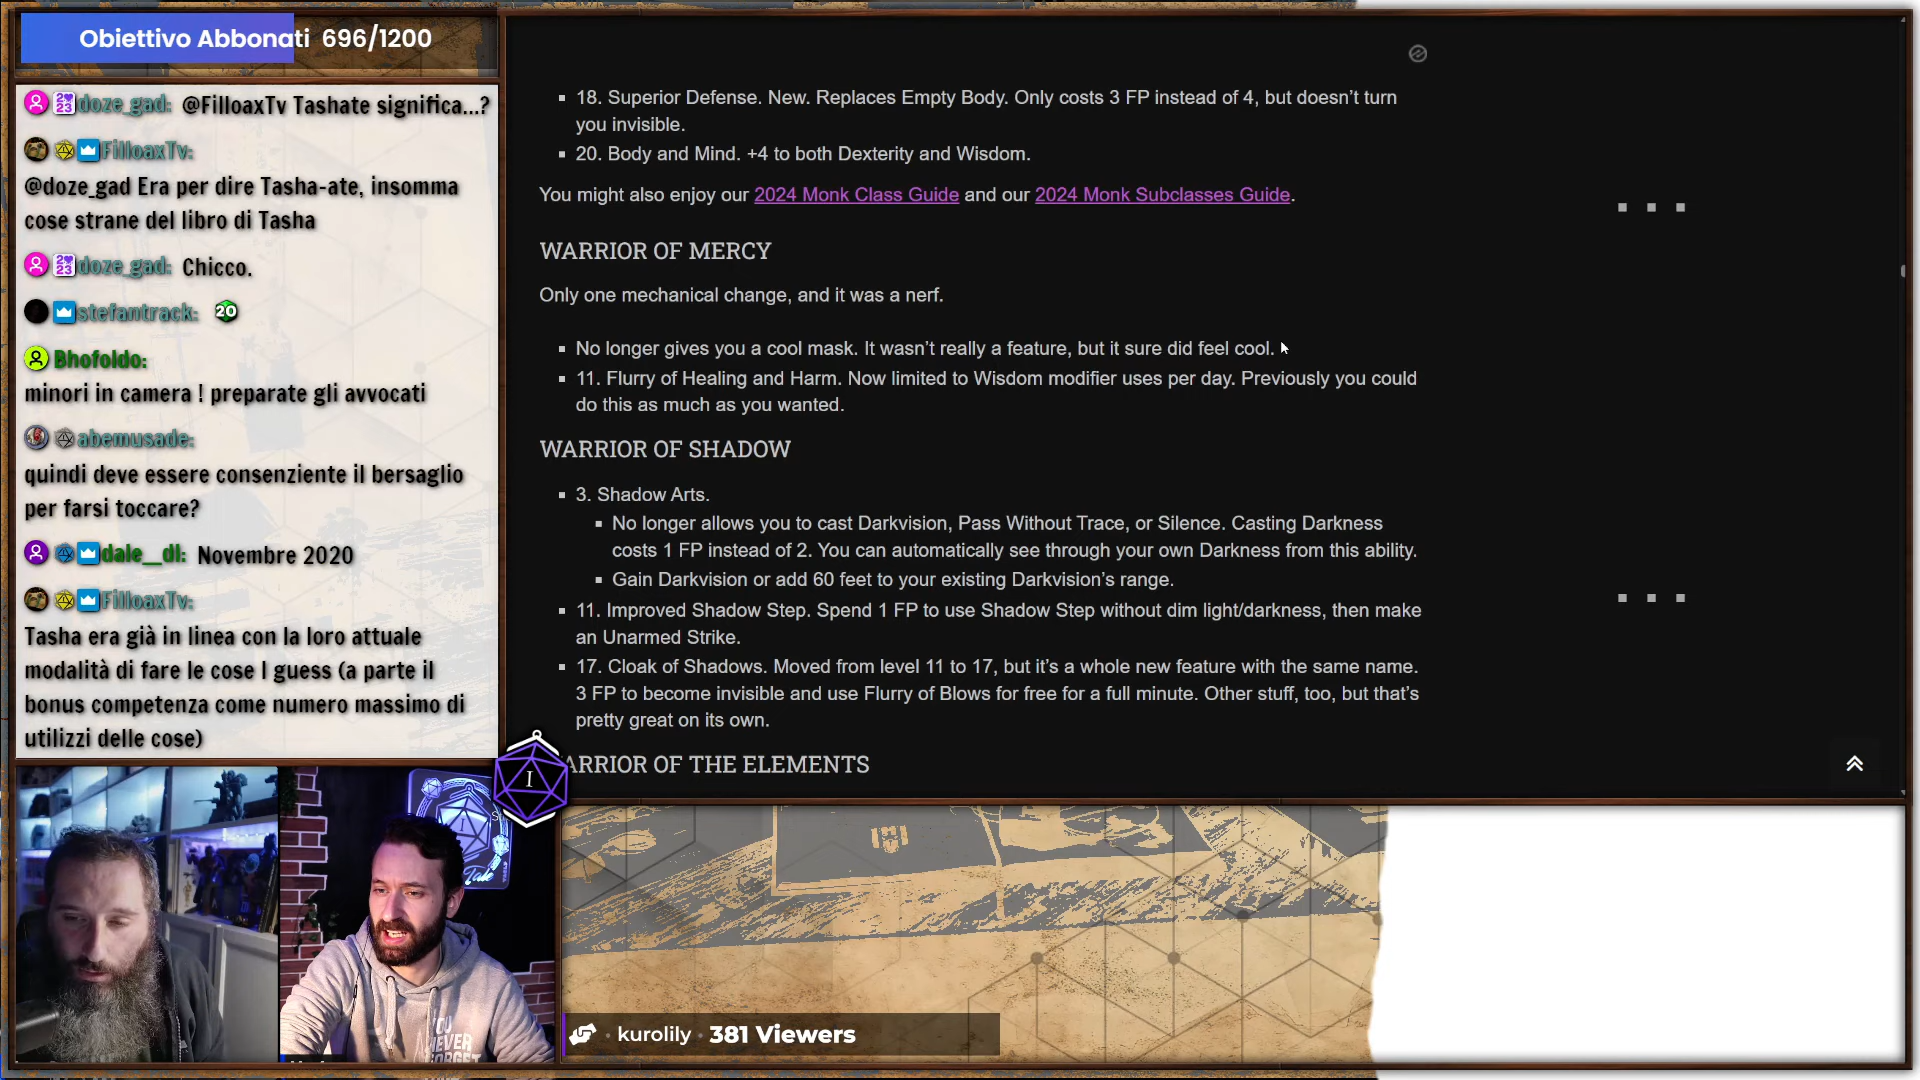 Obiettivo Abbonati 696/1200
doze_gad: @FilloaxTv Tashate significa...?
FilloaxTv:
@doze_gad Era per dire Tasha-ate, insomma
cose strane del libro di Tasha
doze_gad: Chicco.
stefantrack: 20
Bhofoldo:
minori in camera ! preparate gli avvocati
abemusade:
quindi deve essere consenziente il bersaglio
per farsi toccare?
dale__dl: Novembre 2020
FilloaxTv:
Tasha era già in linea con la loro attuale
modalità di fare le cose I guess (a parte il
bonus competenza come numero massimo di
utilizzi delle cose)
18. Superior Defense. New. Replaces Empty Body. Only costs 3 FP instead of 4, but doesn’t turn
you invisible.
20. Body and Mind. +4 to both Dexterity and Wisdom.
You might also enjoy our 2024 Monk Class Guide and our 2024 Monk Subclasses Guide.
WARRIOR OF MERCY
Only one mechanical change, and it was a nerf.
No longer gives you a cool mask. It wasn’t really a feature, but it sure did feel cool.
11. Flurry of Healing and Harm. Now limited to Wisdom modifier uses per day. Previously you could
do this as much as you wanted.
WARRIOR OF SHADOW
3. Shadow Arts.
No longer allows you to cast Darkvision, Pass Without Trace, or Silence. Casting Darkness
costs 1 FP instead of 2. You can automatically see through your own Darkness from this ability.
Gain Darkvision or add 60 feet to your existing Darkvision’s range.
11. Improved Shadow Step. Spend 1 FP to use Shadow Step without dim light/darkness, then make
an Unarmed Strike.
17. Cloak of Shadows. Moved from level 11 to 17, but it’s a whole new feature with the same name.
3 FP to become invisible and use Flurry of Blows for free for a full minute. Other stuff, too, but that’s
pretty great on its own.
ARRIOR OF THE ELEMENTS
I
YOU
NEVER
FORGET
kurolily · 381 Viewers